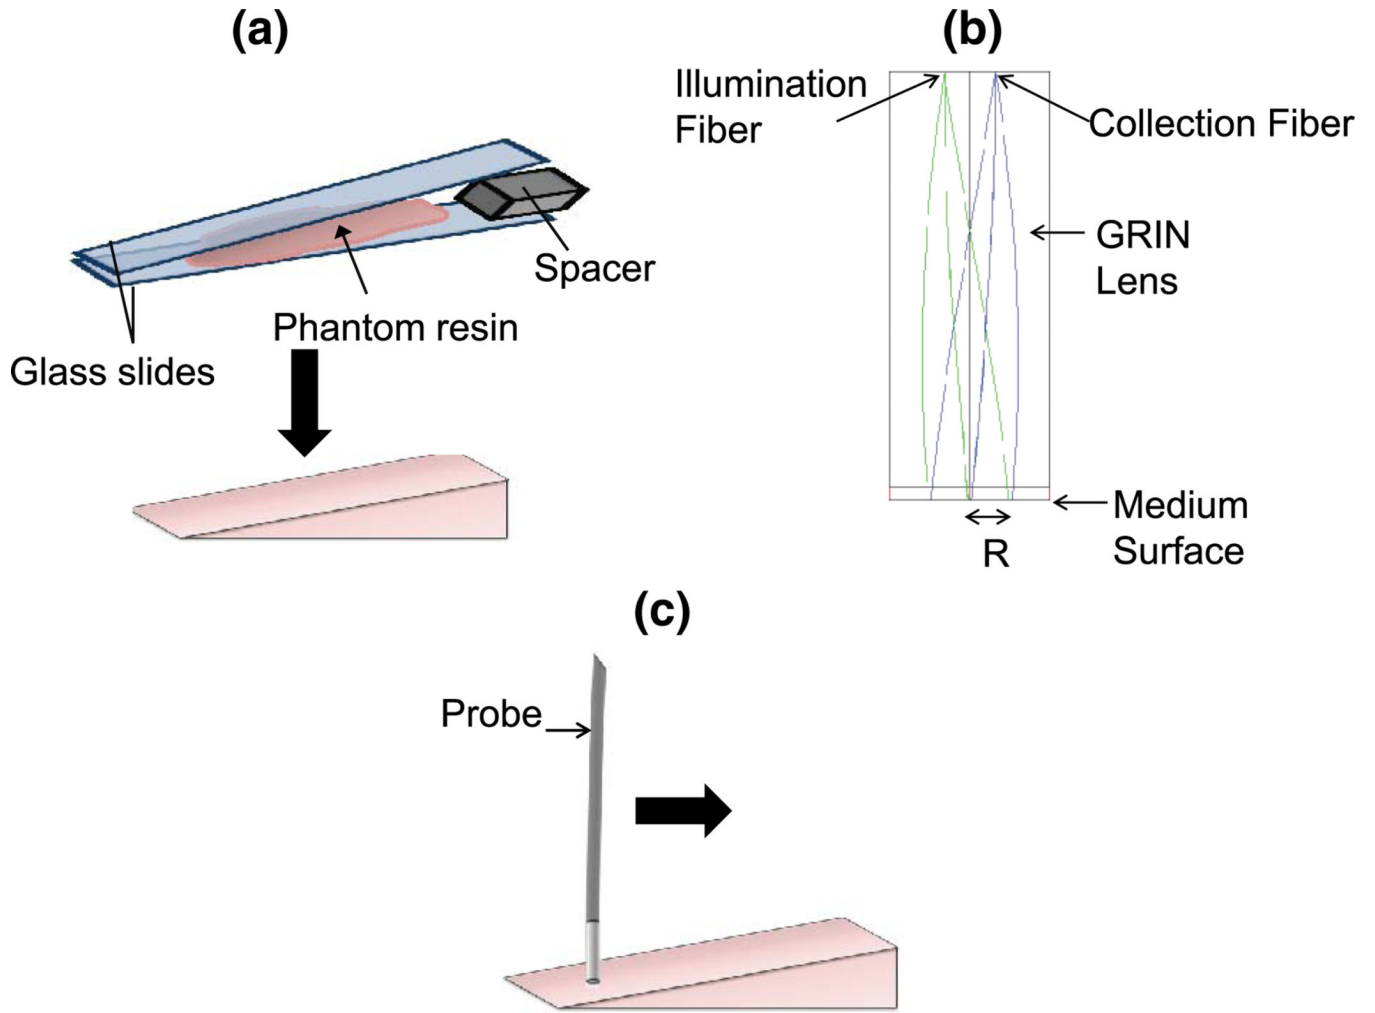 (a)
Spacer
Phantom resin
Glass slides
(b)
Illumination
Fiber
Collection Fiber
GRIN
Lens
Medium
Surface
R
(c)
Probe